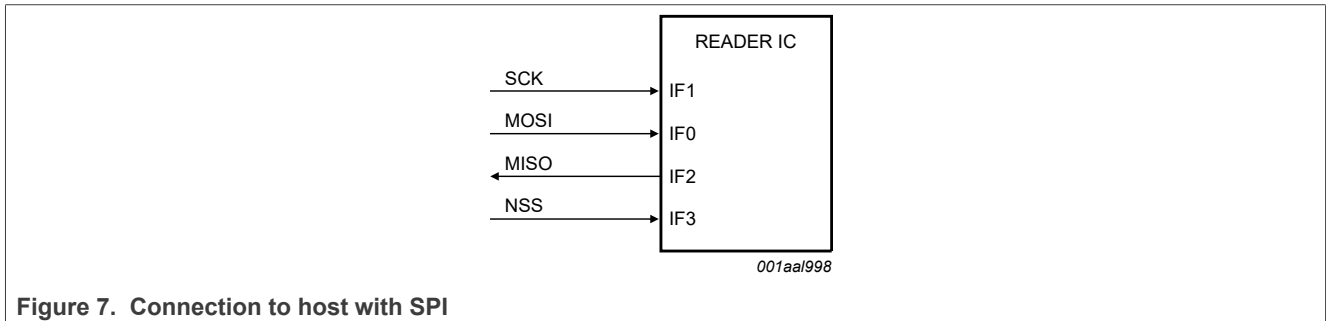 READER IC
SCK
IF1
MOSI
IF0
MISO
IF2
NSS
IF3
001aal998
Figure 7. Connection to host with SPI